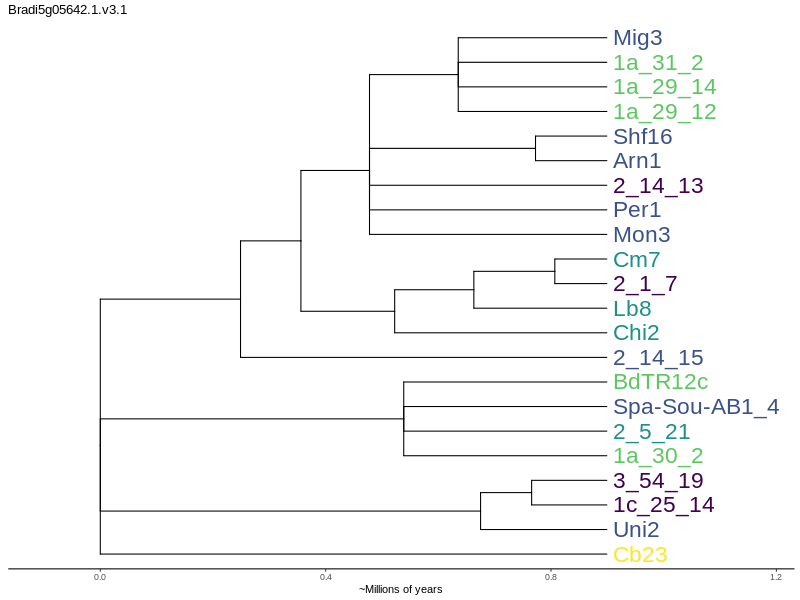 Bradi5g05642.1.v3.1
Mig3
1a_31_2
1a_29_14
1a_29_12
Shf16
Arn1
2_14_13
Per1
Mon3
Cm7
2_1_7
Lb8
Chi2
2_14_15
BdTR12c
Spa-Sou-AB1_4
2_5_21
1a_30_2
3_54_19
1c_25_14
Uni2
Cb23
0.0 0.4 0.8 1.2
~Millions of years